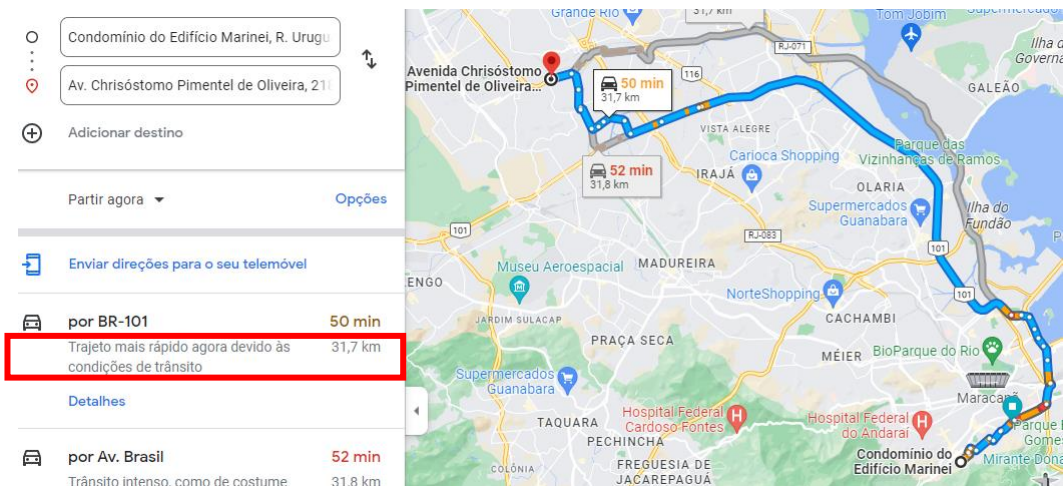 Condomínio do Edifício Marinei, R. Urugu
Av. Chrisóstomo Pimentel de Oliveira, 21
Adicionar destino
Partir agora
Opções
Enviar direções para o seu telemóvel
por BR-101
50 min
Trajeto mais rápido agora devido às
31,7 km
condições de trânsito
Detalhes
por Av. Brasil
52 min
Trânsito intenso, como de costume
31,8 km
Grande Rio
31,7 km
Tom Jobim
Supermercados
RJ-071
Ilha d
Governa
Avenida Chrisóstomo
Pimentel de Oliveira...
50 min
31,7 km
116
GALEÃO
VISTA ALEGRE
Parque das
Vizinhanças de Ramos
Carioca Shopping
52 min
31,8 km
IRAJÁ
OLARIA
Supermercados
Guanabara
Ilha do
Fundão
101
RJ-083
101
Museu Aeroespacial
MADUREIRA
ENGO
NorteShopping
101
JARDIM SULACAP
CACHAMBI
PRAÇA SECA
MÉIER
BioParque do Rio
Supermercados
Guanabara
Maracanã
TAQUARA
Hospital Federal
Cardoso Fontes
Hospital Federal
do Andaraí
Parque
Gome
PECHINCHA
Condomínio do
Edifício Marinei
Mirante Dona
COLÔNIA
FREGUESIA DE
JACAREPAGUÁ